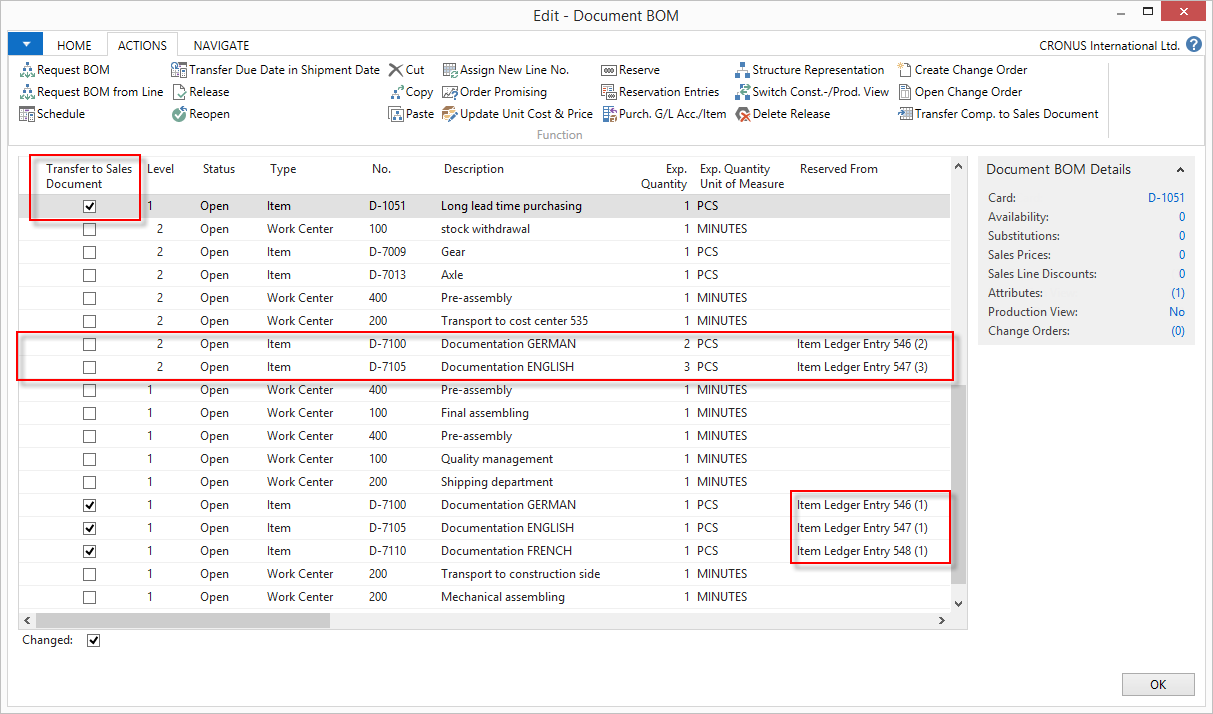 Edit - Document BOM
HOME ACTIONS NAVIGATE CRONUS International Ltd. ?
Request BOM Transfer Due Date in Shipment Date Cut Assign New Line No. Reserve Structure Representation Create Change Order
Request BOM from Line Release Copy Order Promising Reservation Entries Switch Const.-/Prod. View Open Change Order
Schedule Reopen Paste Update Unit Cost & Price Purch. G/L Acc./Item Delete Release Transfer Comp. to Sales Document
Function
Transfer to Sales Document Level Status Type No. Description Exp. Quantity Exp. Quantity Unit of Measure Reserved From
1 Open Item D-1051 Long lead time purchasing 1 PCS
2 Open Work Center 100 stock withdrawal 1 MINUTES
2 Open Item D-7009 Gear 1 PCS
2 Open Item D-7013 Axle 1 PCS
2 Open Work Center 400 Pre-assembly 1 MINUTES
2 Open Work Center 200 Transport to cost center 535 1 MINUTES
2 Open Item D-7100 Documentation GERMAN 2 PCS Item Ledger Entry 546 (2)
2 Open Item D-7105 Documentation ENGLISH 3 PCS Item Ledger Entry 547 (3)
1 Open Work Center 400 Pre-assembly 1 MINUTES
1 Open Work Center 100 Final assembling 1 MINUTES
1 Open Work Center 400 Pre-assembly 1 MINUTES
1 Open Work Center 100 Quality management 1 MINUTES
1 Open Work Center 200 Shipping department 1 MINUTES
1 Open Item D-7100 Documentation GERMAN 1 PCS Item Ledger Entry 546 (1)
1 Open Item D-7105 Documentation ENGLISH 1 PCS Item Ledger Entry 547 (1)
1 Open Item D-7110 Documentation FRENCH 1 PCS Item Ledger Entry 548 (1)
1 Open Work Center 200 Transport to construction side 1 MINUTES
1 Open Work Center 200 Mechanical assembling 1 MINUTES
Changed:
Document BOM Details
Card: D-1051
Availability: 0
Substitutions: 0
Sales Prices: 0
Sales Line Discounts: 0
Attributes: (1)
Production View: No
Change Orders: (0)
OK